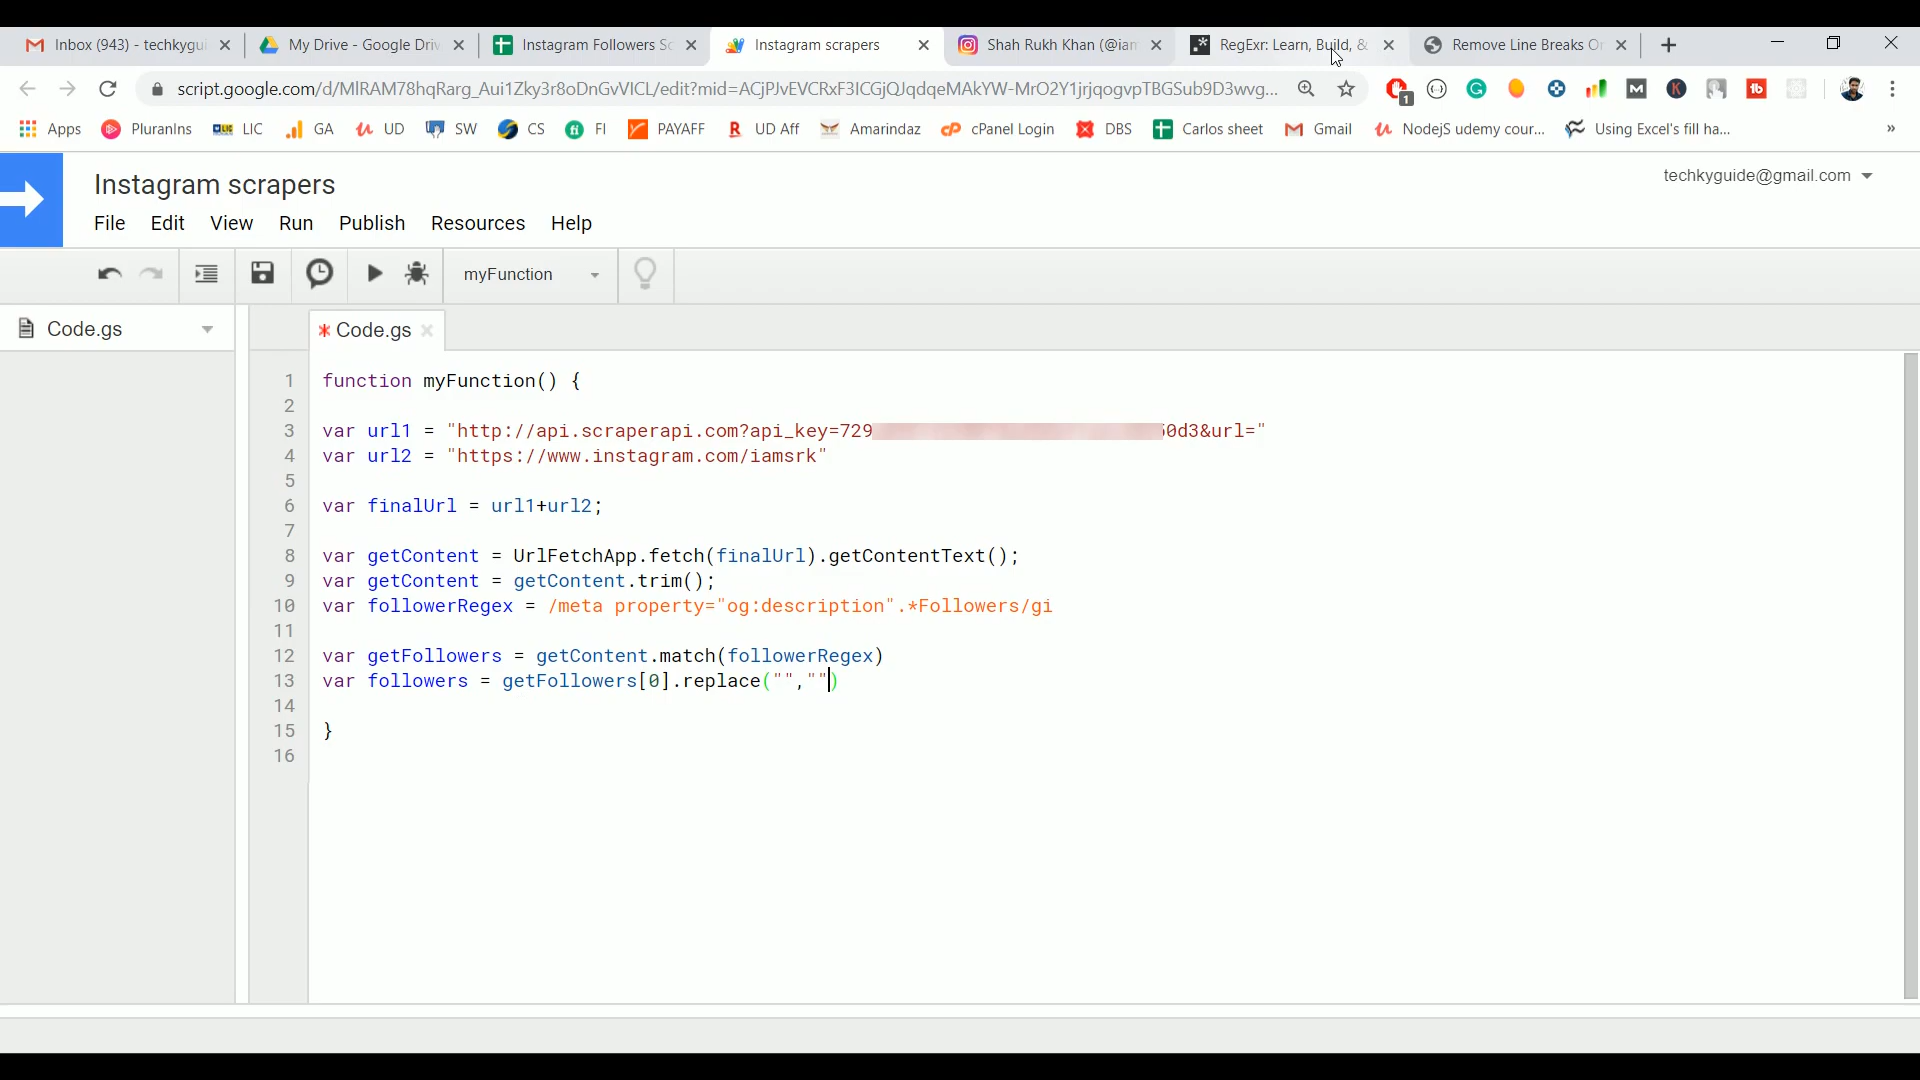 Inbox (943) - techkygui
My Drive - Google Driv
Instagram Followers Sc
Instagram scrapers
Shah Rukh Khan (@iam
RegExr: Learn, Build, &
Remove Line Breaks Or
script.google.com/d/MIRAM78hqRarg_Aui1Zky3r8oDnGvVICL/edit?mid=ACjPJvEVCRxF3ICGjQJqdqeMAkYW-MrO2Y1jrjqogvpTBGSub9D3wvg...
1
Apps
PluranIns
LIC
GA
UD
SW
CS
FI
PAYAFF
UD Aff
Amarindaz
cPanel Login
DBS
Carlos sheet
Gmail
NodejS udemy cour...
Using Excel's fill ha...
»
Instagram scrapers
techkyguide@gmail.com
File Edit View Run Publish Resources Help
myFunction
Code.gs
* Code.gs
1 function myFunction() {
2
3 var url1 = "http://api.scraperapi.com?api_key=729 0d3&url="
4 var url2 = "https://www.instagram.com/iamsrk"
5
6 var finalUrl = url1+url2;
7
8 var getContent = UrlFetchApp.fetch(finalUrl).getContentText();
9 var getContent = getContent.trim();
10 var followerRegex = /meta property="og:description".*Followers/gi
11
12 var getFollowers = getContent.match(followerRegex)
13 var followers = getFollowers[0].replace("","")
14
15 }
16